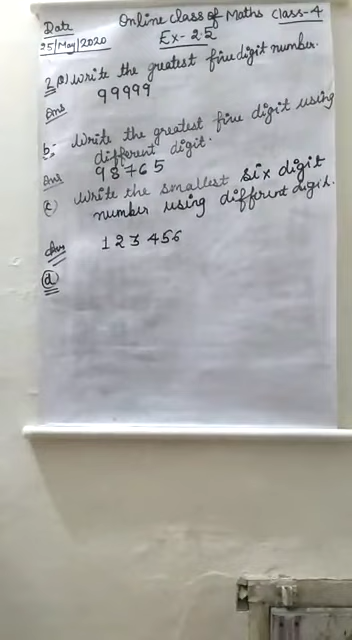 Date Online class of Maths class-4
25/May/2020 Ex-2.5
2.(a) Write the greatest five digit number.
Ans 99999
b:- Write the greatest five digit using
different digit.
Ans 98765
(c) Write the smallest six digit
number using different digit.
Ans 123456
(d)